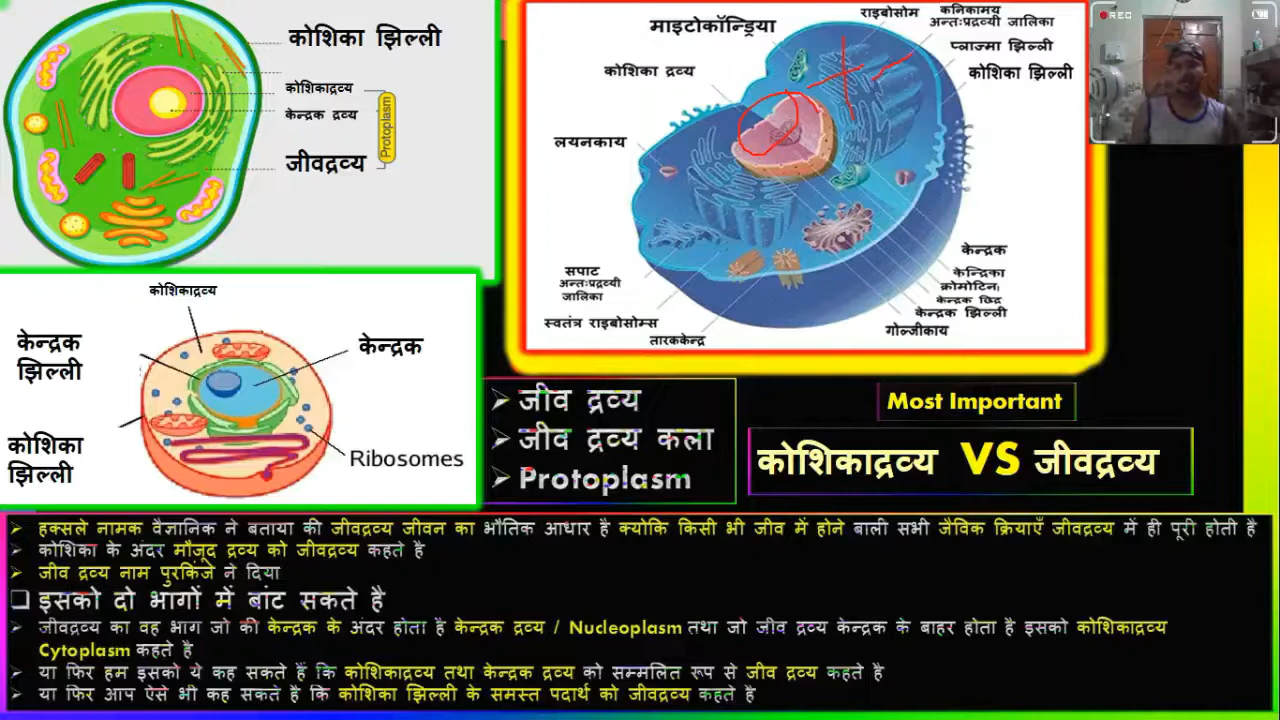 कोशिका झिल्ली
कोशिकाद्रव्य
केन्द्रक द्रव्य
Protoplasm
जीवद्रव्य
माइटोकॉन्ड्रिया
राइबोसोम
कनिकामय
अन्तःप्रद्रव्यी जालिका
प्लाज्मा झिल्ली
कोशिका झिल्ली
कोशिका द्रव्य
लयनकाय
सपाट
अन्तःप्रद्रव्यी
जालिका
स्वतंत्र राइबोसोम्स
तारककेन्द्र
केन्द्रक
केन्द्रिका
क्रोमोटिन
केन्द्रक छिद्र
केन्द्रक झिल्ली
गोल्जीकाय
REC
कोशिकाद्रव्य
केन्द्रक
झिल्ली
केन्द्रक
कोशिका
झिल्ली
Ribosomes
जीव द्रव्य
जीव द्रव्य कला
Protoplasm
Most Important
कोशिकाद्रव्य VS जीवद्रव्य
हक्सले नामक वैज्ञानिक ने बताया की जीवद्रव्य जीवन का भौतिक आधार है क्योकि किसी भी जीव में होने बाली सभी जैविक क्रियाएँ जीवद्रव्य में ही पूरी होती है
कोशिका के अंदर मौजूद द्रव्य को जीवद्रव्य कहते है
जीव द्रव्य नाम पुरकिंजे ने दिया
इसको दो भागों में बांट सकते है
जीवद्रव्य का वह भाग जो की केन्द्रक के अंदर होता है केन्द्रक द्रव्य / Nucleoplasm तथा जो जीव द्रव्य केन्द्रक के बाहर होता है इसको कोशिकाद्रव्य
Cytoplasm कहते है
या फिर हम इसको ये कह सकते हैं कि कोशिकाद्रव्य तथा केन्द्रक द्रव्य को सम्मलित रूप से जीव द्रव्य कहते है
या फिर आप ऐसे भी कह सकते है कि कोशिका झिल्ली के समस्त पदार्थ को जीवद्रव्य कहते है